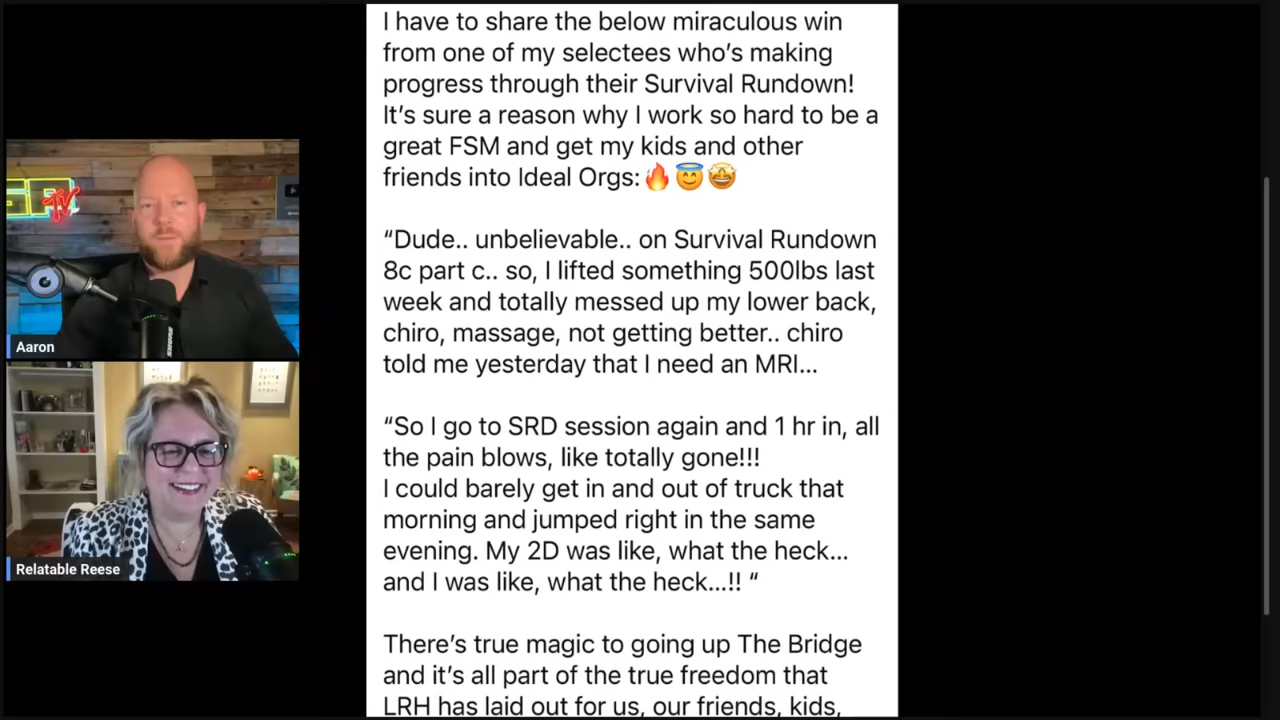 I have to share the below miraculous win
from one of my selectees who's making
progress through their Survival Rundown!
It's sure a reason why I work so hard to be a
great FSM and get my kids and other
friends into Ideal Orgs:🔥😇🤩
“Dude.. unbelievable.. on Survival Rundown
8c part c.. so, I lifted something 500lbs last
week and totally messed up my lower back,
chiro, massage, not getting better.. chiro
told me yesterday that I need an MRI...
“So I go to SRD session again and 1 hr in, all
the pain blows, like totally gone!!!
I could barely get in and out of truck that
morning and jumped right in the same
evening. My 2D was like, what the heck...
and I was like, what the heck...!! “
There's true magic to going up The Bridge
and it's all part of the true freedom that
LRH has laid out for us, our friends, kids,
TV
Aaron
Relatable Reese